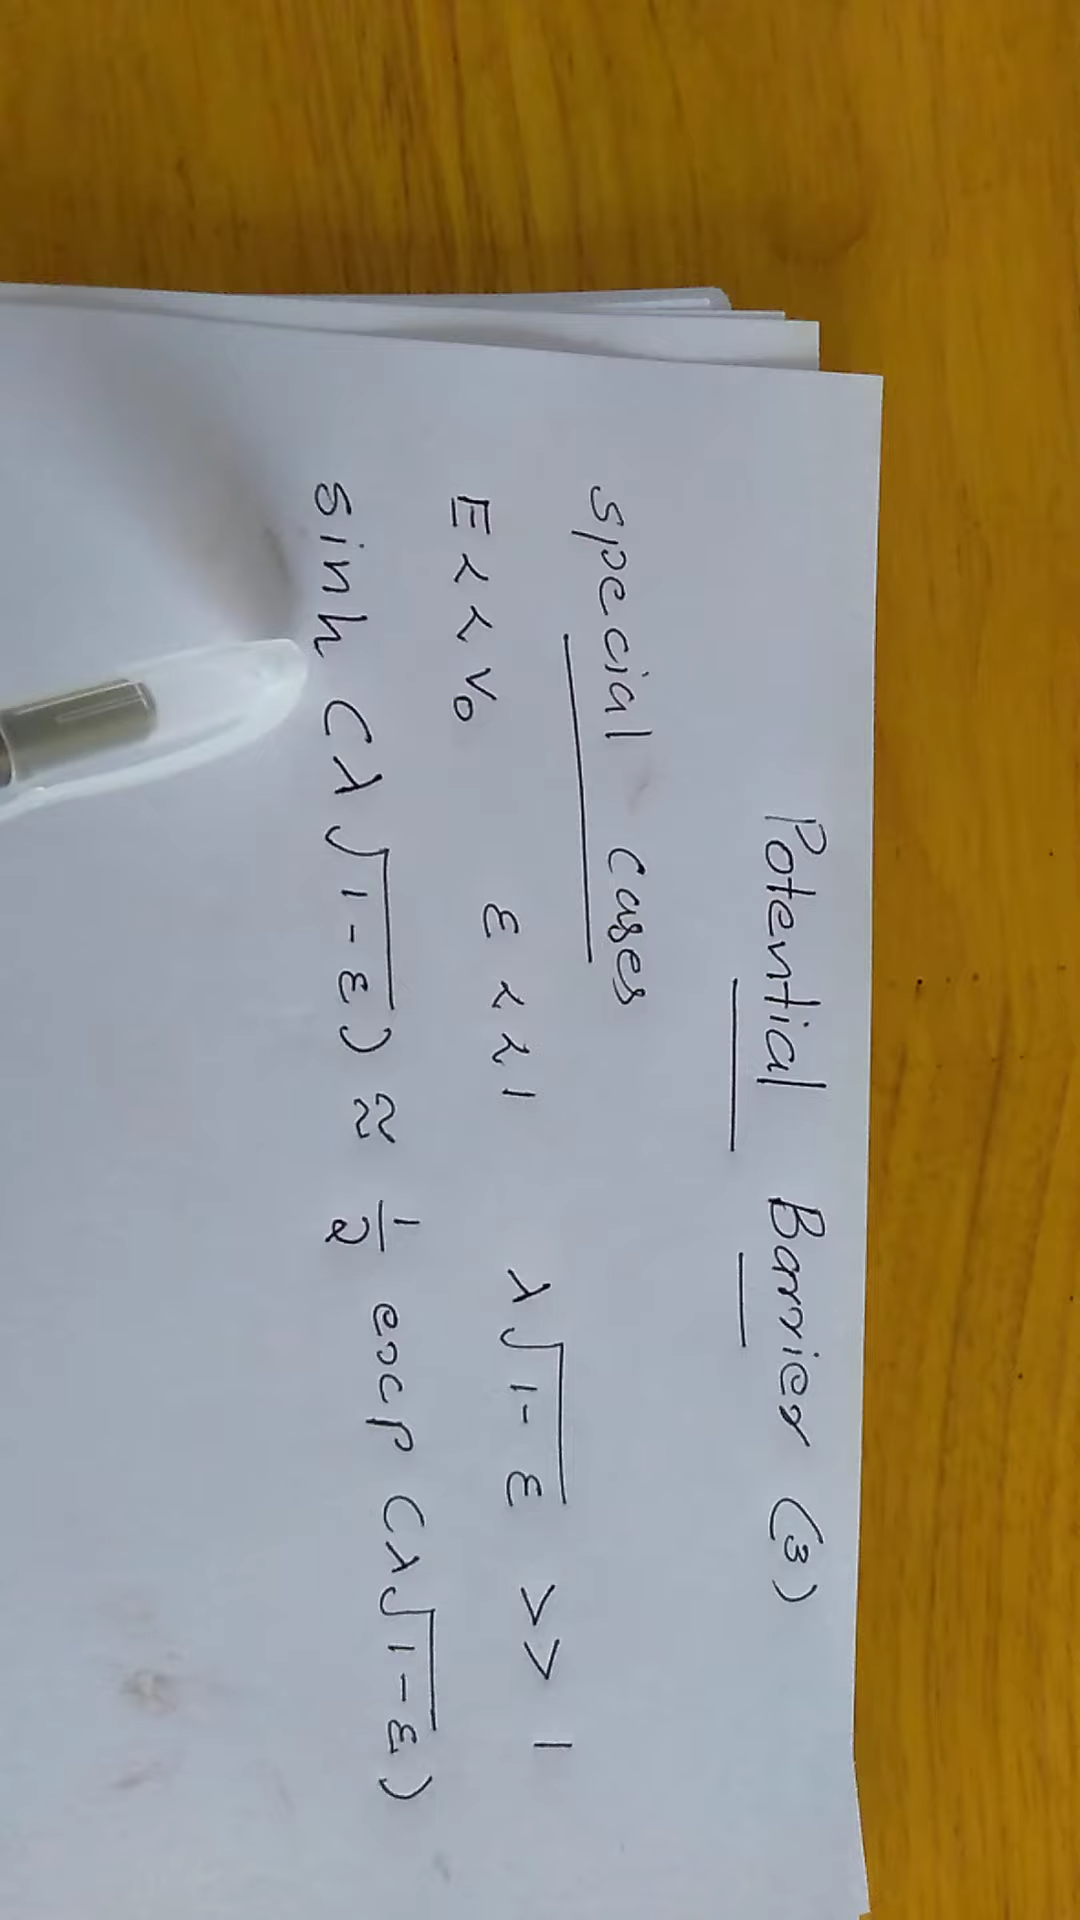 Potential Barrier (3)
special cases
E << V₀ ε << 1 λ√(1-ε) >> 1
sinh (λ√(1-ε)) ≈ 1/2 exp (λ√(1-ε))